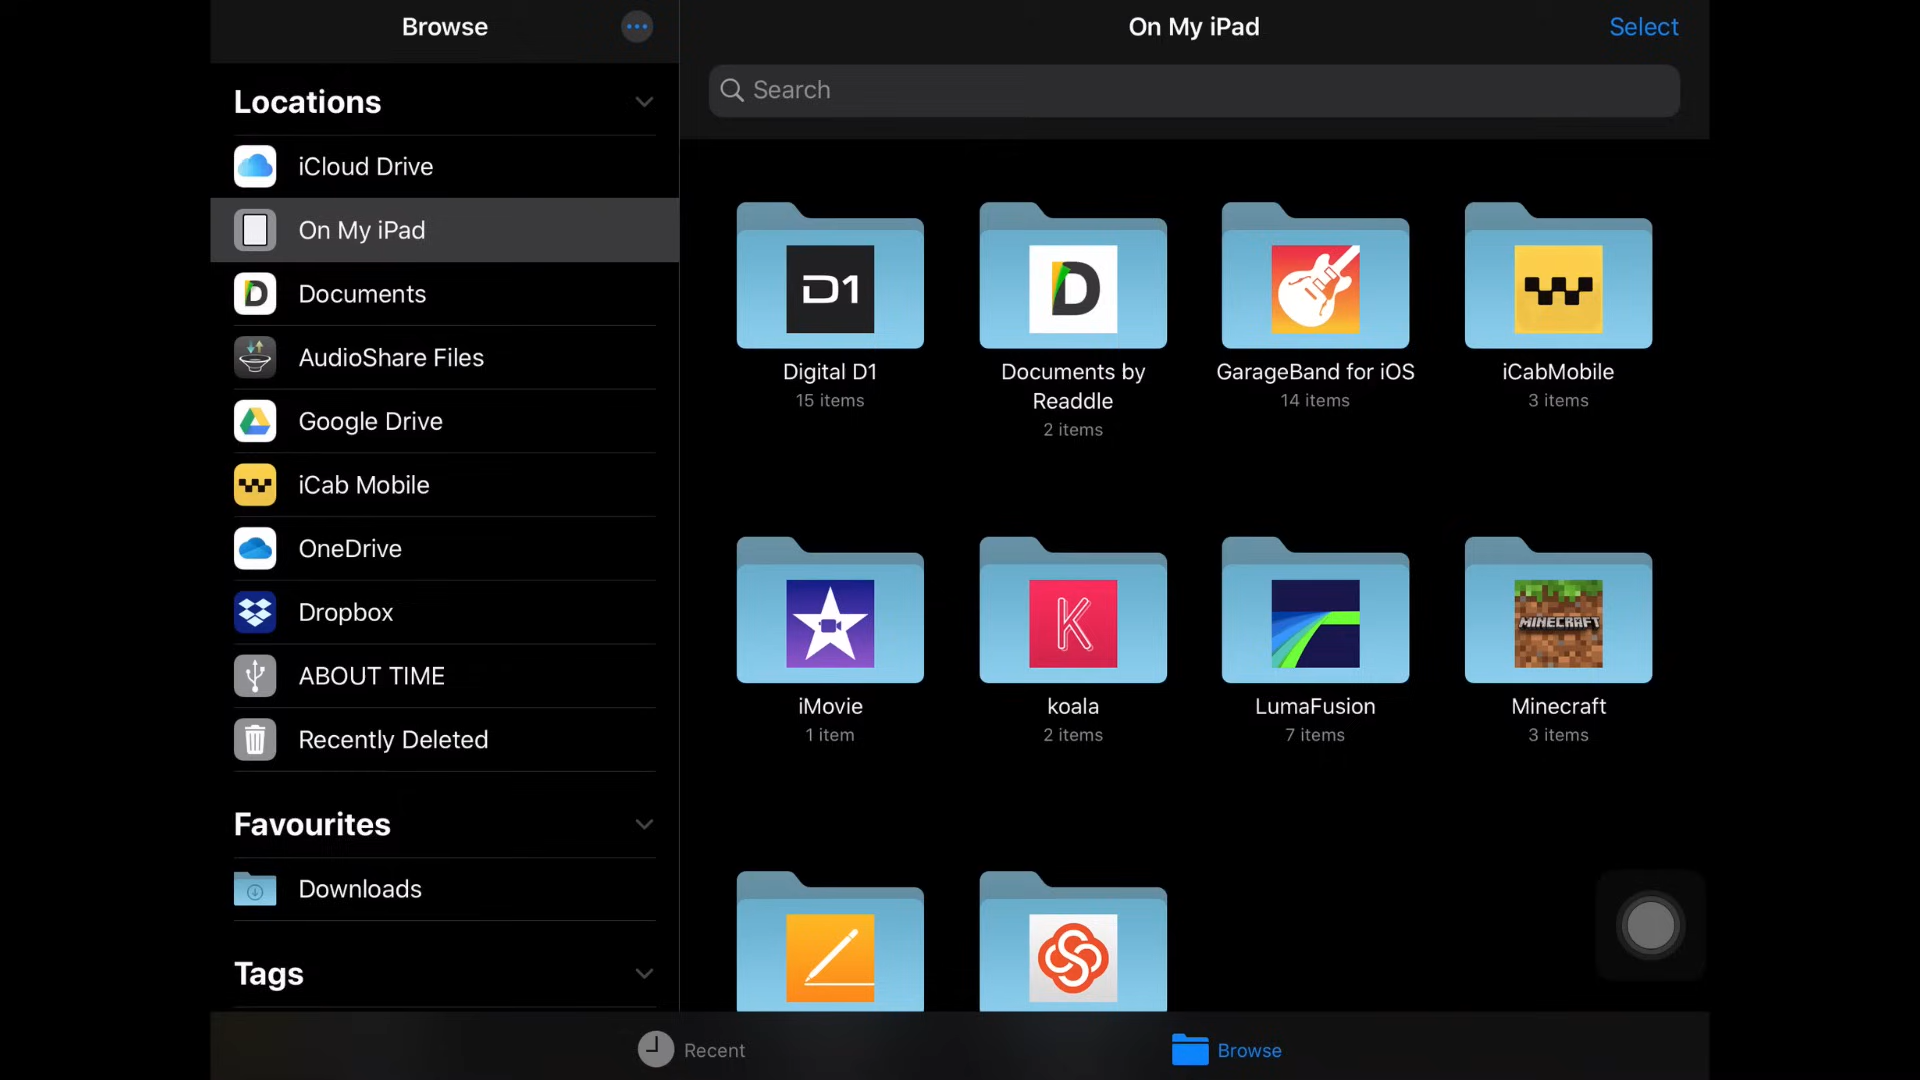 Browse
Locations
iCloud Drive
On My iPad
Documents
AudioShare Files
Google Drive
iCab Mobile
OneDrive
Dropbox
ABOUT TIME
Recently Deleted
Favourites
Downloads
Tags
On My iPad
Select
Search
D1
D
Digital D1
15 items
Documents by
Readdle
2 items
GarageBand for iOS
14 items
iCabMobile
3 items
K
MINECRAFT
iMovie
1 item
koala
2 items
LumaFusion
7 items
Minecraft
3 items
Recent
Browse